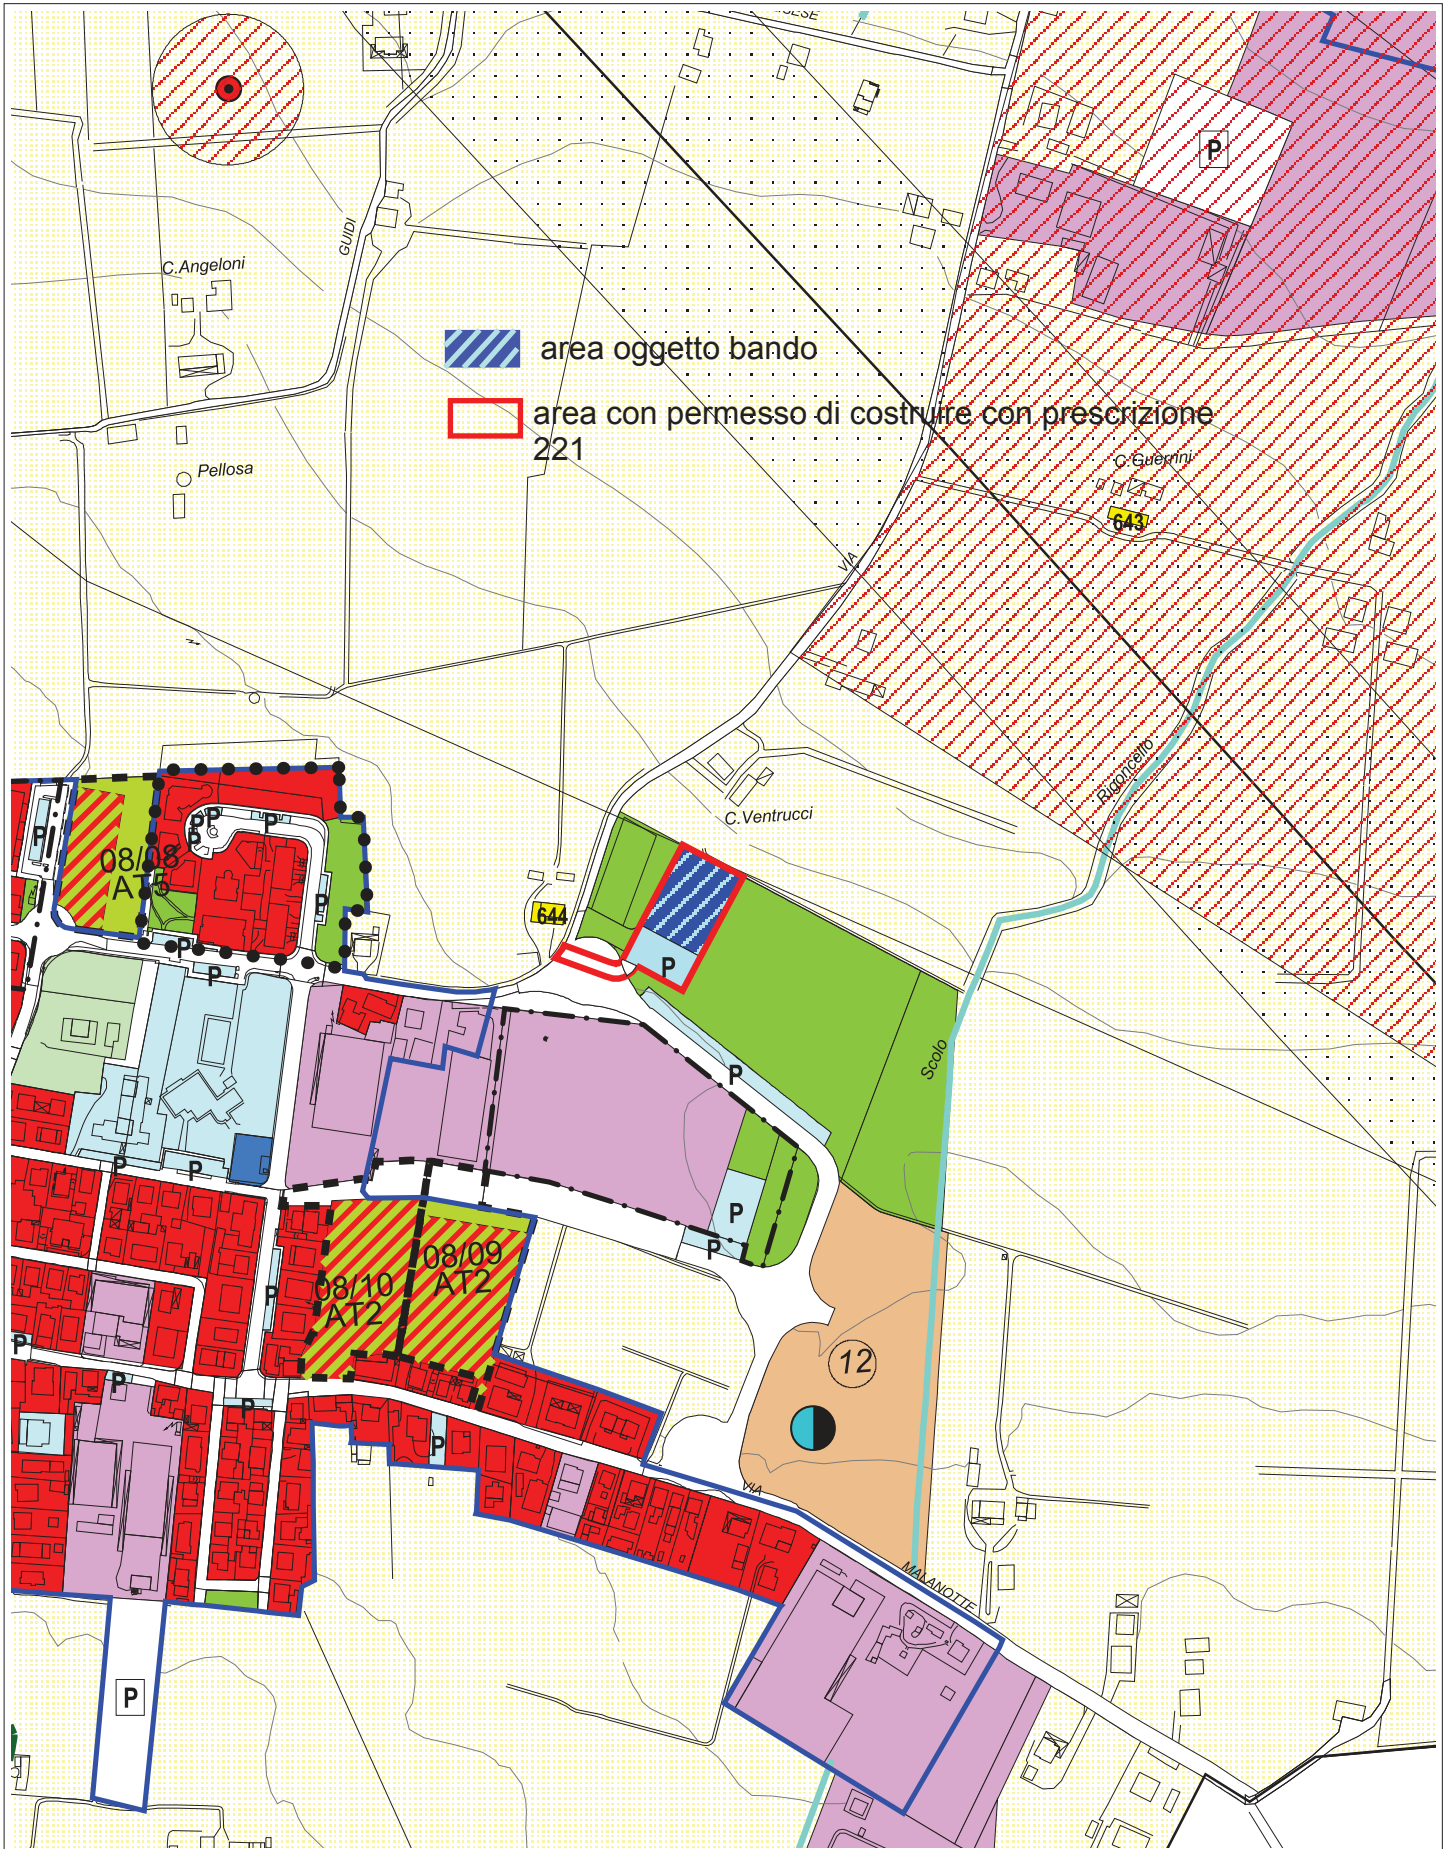 GUIDI
P
C.Angeloni
area oggetto bando
area con permesso di costruire con prescrizione
221
C.Guerrini
Pellosa
643
VIA
Rigoncello
C.Ventrucci
P
P
P
P
P
08/08
AT5
P
644
P
P
P
Scolo
P
P
P
P
P
08/09
AT2
08/10
AT2
P
P
12
P
P
P
VIA
MALANOTTE
P